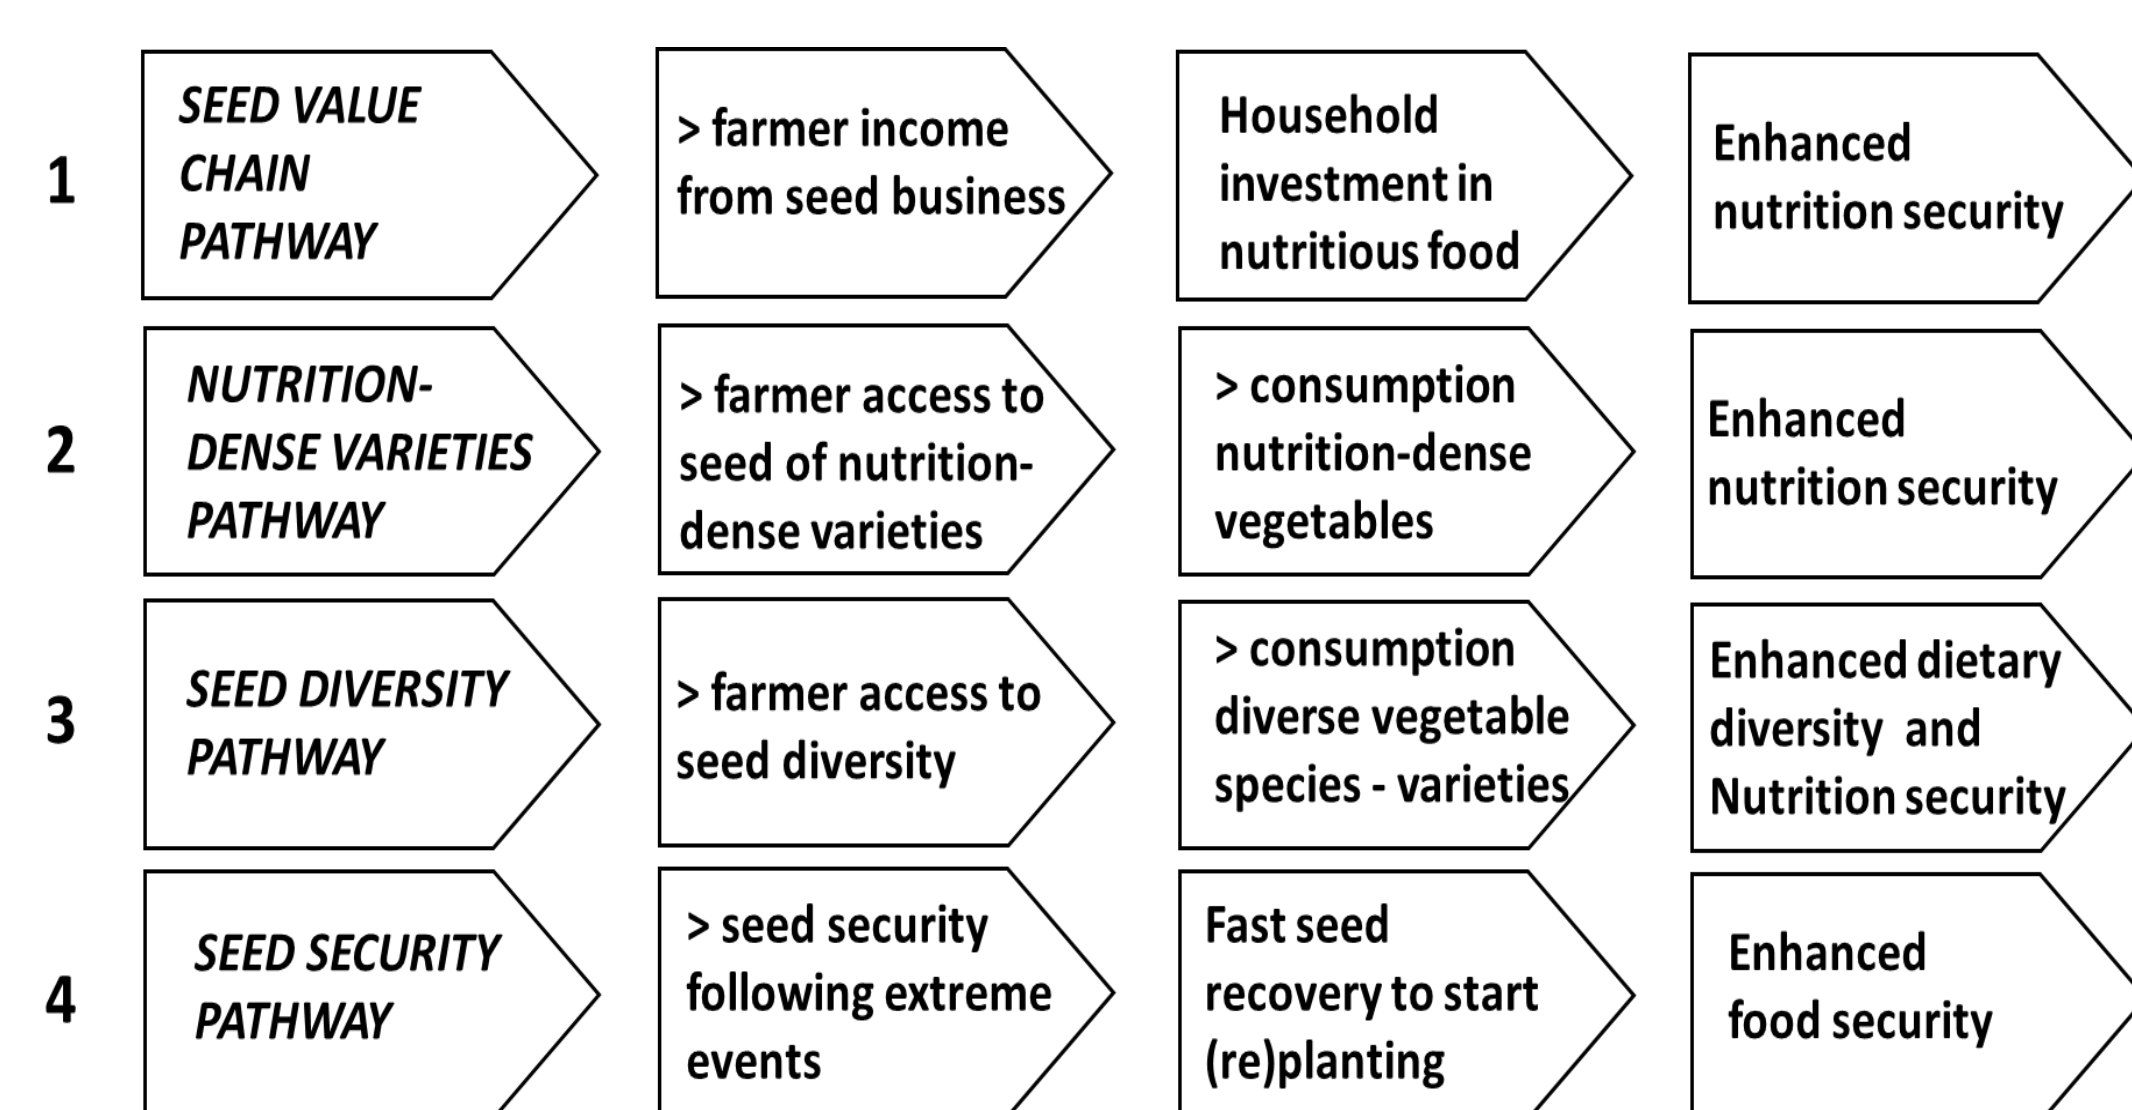 1
SEED VALUE
CHAIN
PATHWAY
> farmer income
from seed business
Household
investment in
nutritious food
Enhanced
nutrition security
2
NUTRITION-
DENSE VARIETIES
PATHWAY
> farmer access to
seed of nutrition-
dense varieties
> consumption
nutrition-dense
vegetables
Enhanced
nutrition security
3
SEED DIVERSITY
PATHWAY
> farmer access to
seed diversity
> consumption
diverse vegetable
species - varieties
Enhanced dietary
diversity and
Nutrition security
4
SEED SECURITY
PATHWAY
> seed security
following extreme
events
Fast seed
recovery to start
(re)planting
Enhanced
food security